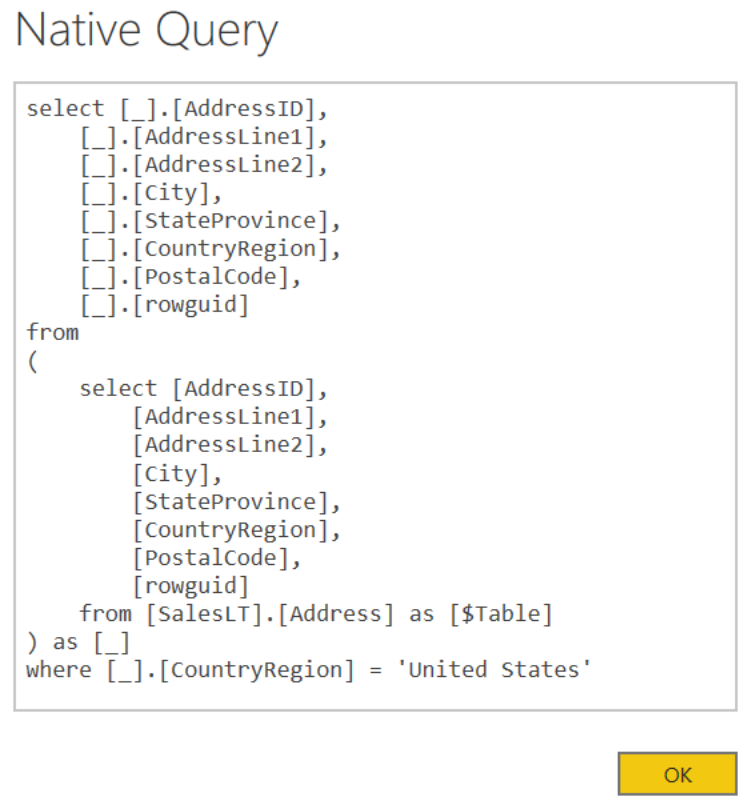 Native Query
select [_].[AddressID],
    [_].[AddressLine1],
    [_].[AddressLine2],
    [_].[City],
    [_].[StateProvince],
    [_].[CountryRegion],
    [_].[PostalCode],
    [_].[rowguid]
from
(
    select [AddressID],
        [AddressLine1],
        [AddressLine2],
        [City],
        [StateProvince],
        [CountryRegion],
        [PostalCode],
        [rowguid]
    from [SalesLT].[Address] as [$Table]
) as [_]
where [_].[CountryRegion] = 'United States'
OK